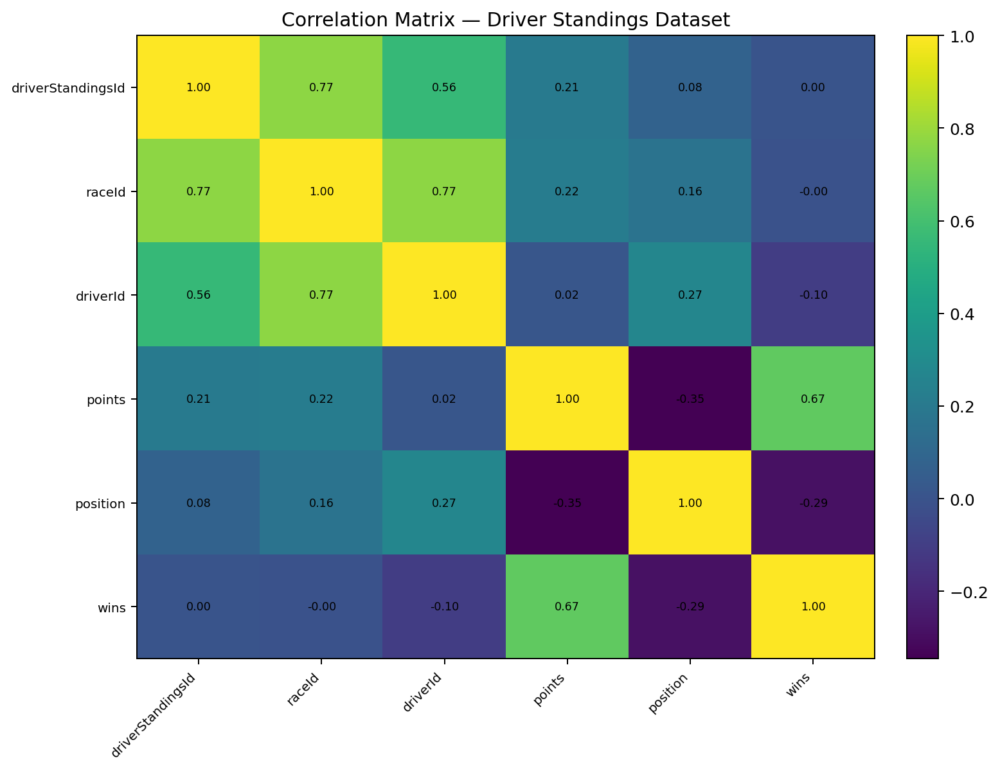 Correlation Matrix — Driver Standings Dataset
driverStandingsId 1.00 0.77 0.56 0.21 0.08 0.00
raceId 0.77 1.00 0.77 0.22 0.16 -0.00
driverId 0.56 0.77 1.00 0.02 0.27 -0.10
points 0.21 0.22 0.02 1.00 -0.35 0.67
position 0.08 0.16 0.27 -0.35 1.00 -0.29
wins 0.00 -0.00 -0.10 0.67 -0.29 1.00
driverStandingsId raceId driverId points position wins
1.0
0.8
0.6
0.4
0.2
0.0
−0.2